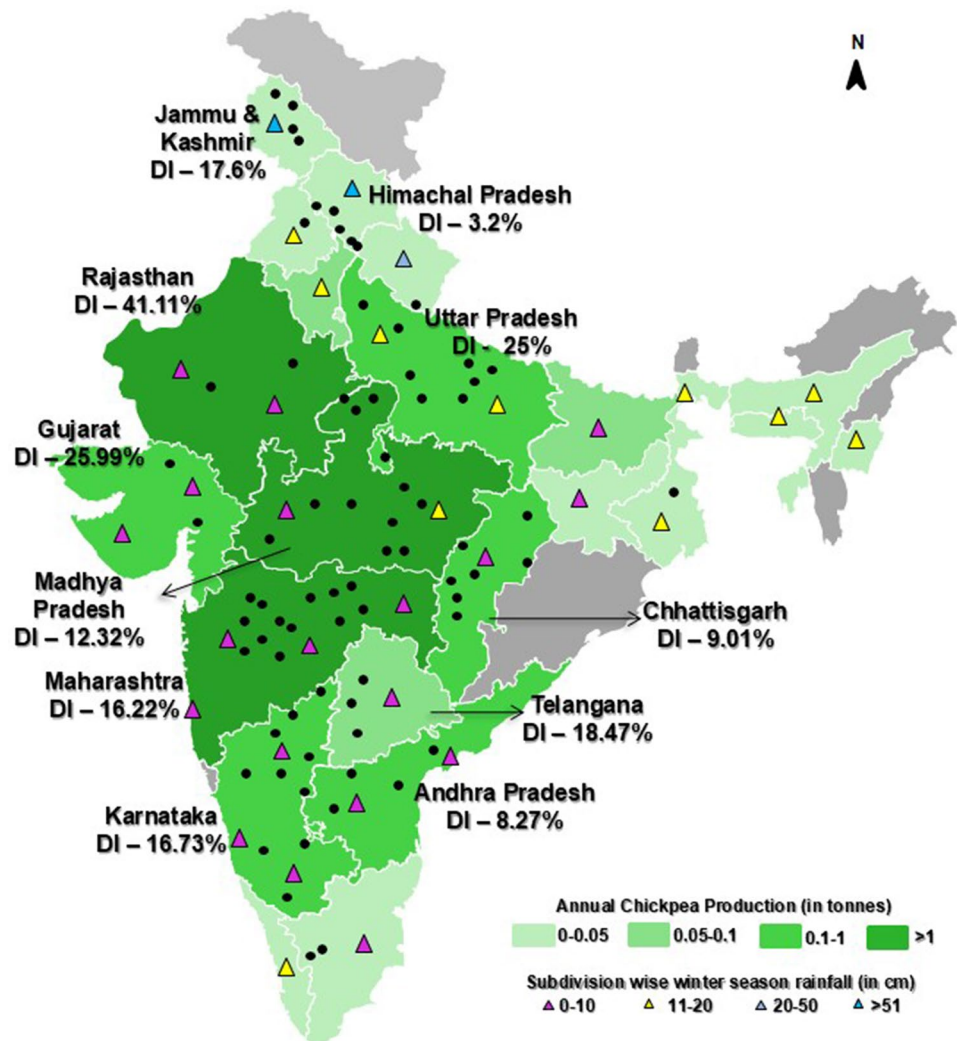 N
Jammu &
Kashmir
DI – 17.6%
Himachal Pradesh
DI – 3.2%
Rajasthan
DI – 41.11%
Uttar Pradesh
DI - 25%
Gujarat
DI – 25.99%
Madhya
Pradesh
DI – 12.32%
Chhattisgarh
DI – 9.01%
Maharashtra
DI – 16.22%
Telangana
DI – 18.47%
Andhra Pradesh
DI – 8.27%
Karnataka
DI – 16.73%
Annual Chickpea Production (in tonnes)
0-0.05 0.05-0.1 0.1-1 >1
Subdivision wise winter season rainfall (in cm)
0-10 11-20 20-50 >51